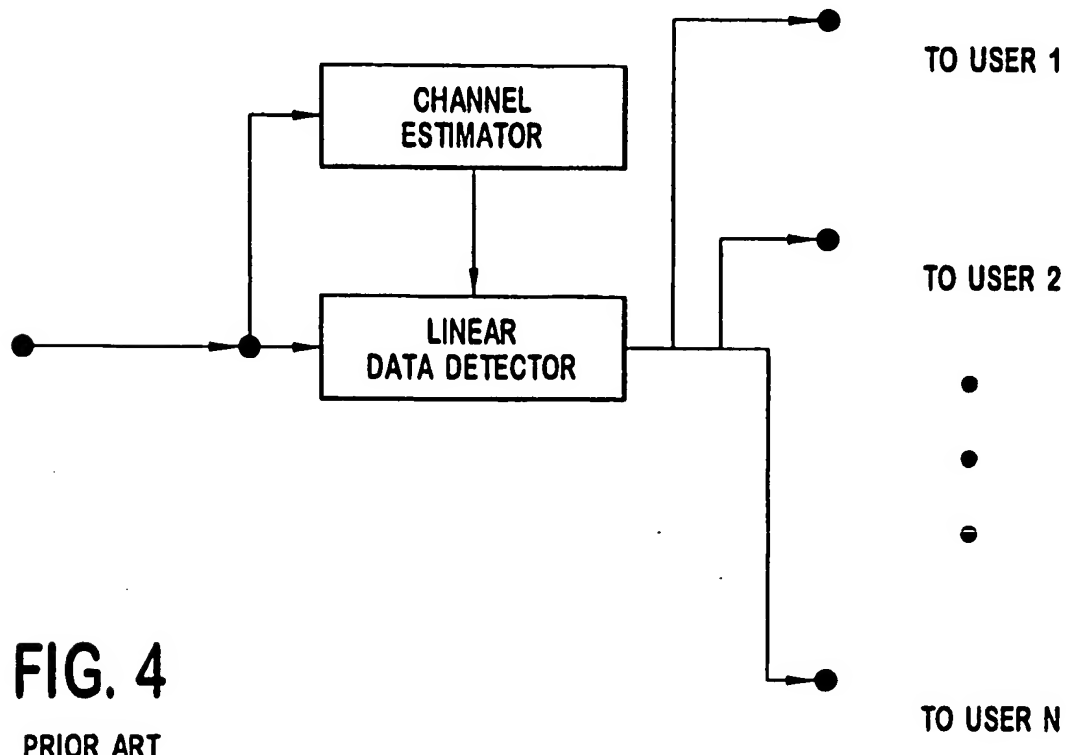 TO USER 1
CHANNEL
ESTIMATOR
TO USER 2
LINEAR
DATA DETECTOR
FIG. 4
PRIOR ART
TO USER N